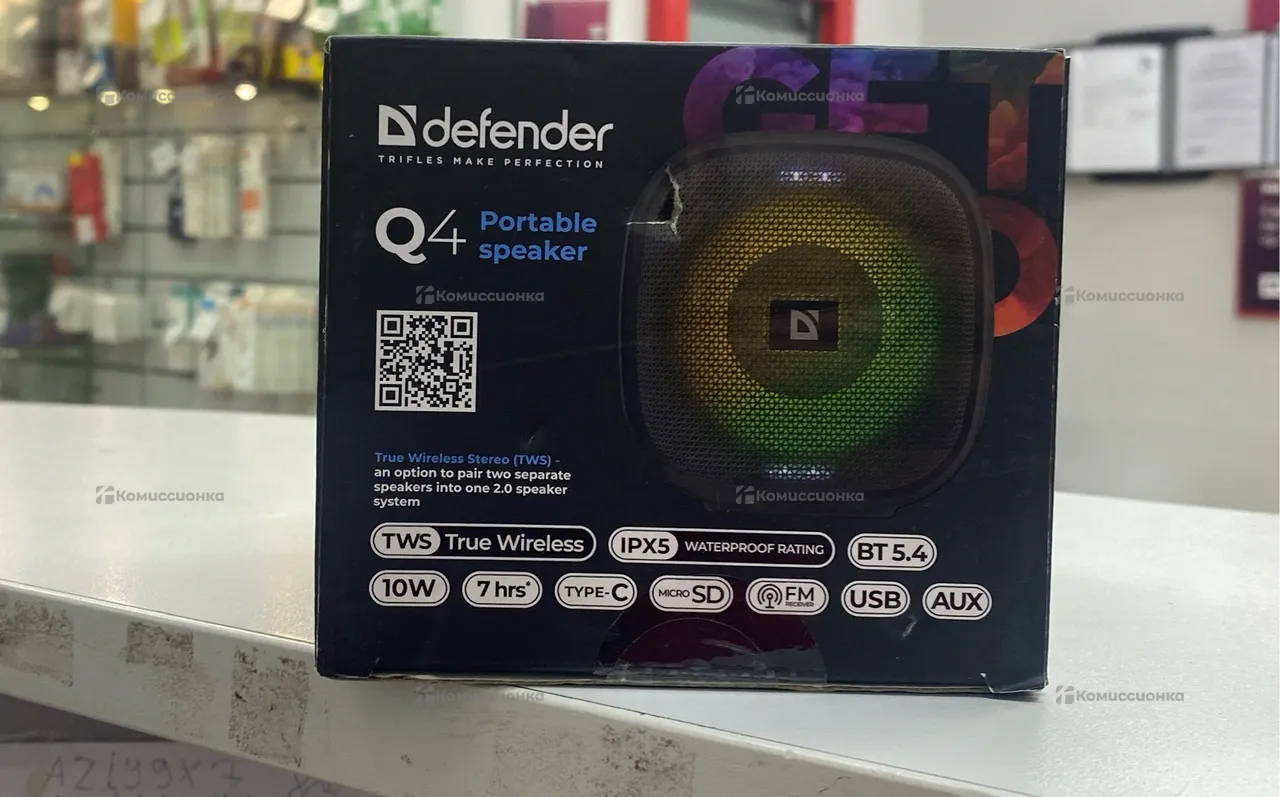 defender
TRIFLES MAKE PERFECTION
Q4 Portable
speaker
True Wireless Stereo (TWS) -
an option to pair two separate
speakers into one 2.0 speaker
system
TWS True Wireless
IPX5 WATERPROOF RATING
BT 5.4
10W
7 hrs*
TYPE-C
MICRO SD
FM RECEIVER
USB
AUX
Комиссионка
Комиссионка
Комиссионка
Комиссионка
Комиссионка
Комиссионка
Комиссионка
Комиссионка